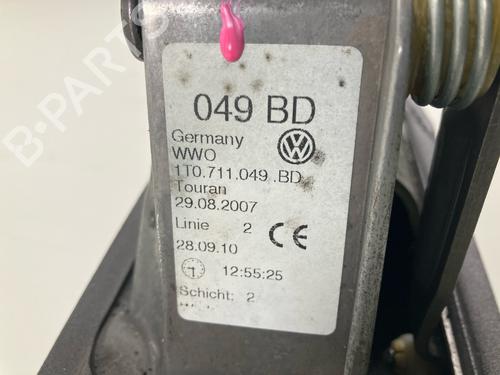 049 BD
Germany
WWO
1T0.711.049 .BD
Touran
29.08.2007
Linie 2
CE
28.09.10
12:55:25
Schicht: 2
B-PARTS